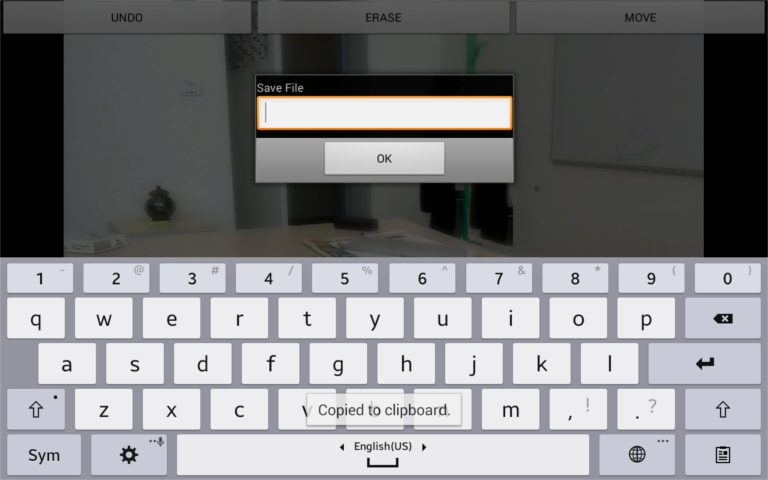 UNDO ERASE MOVE
Save File
OK
1 - 2 @ 3 # 4 / 5 % 6 ^ 7 & 8 * 9 ( 0 )
q w e r t y u i o p
a s d f g h j k l
z x c v m , ! . ?
Copied to clipboard.
Sym English(US)